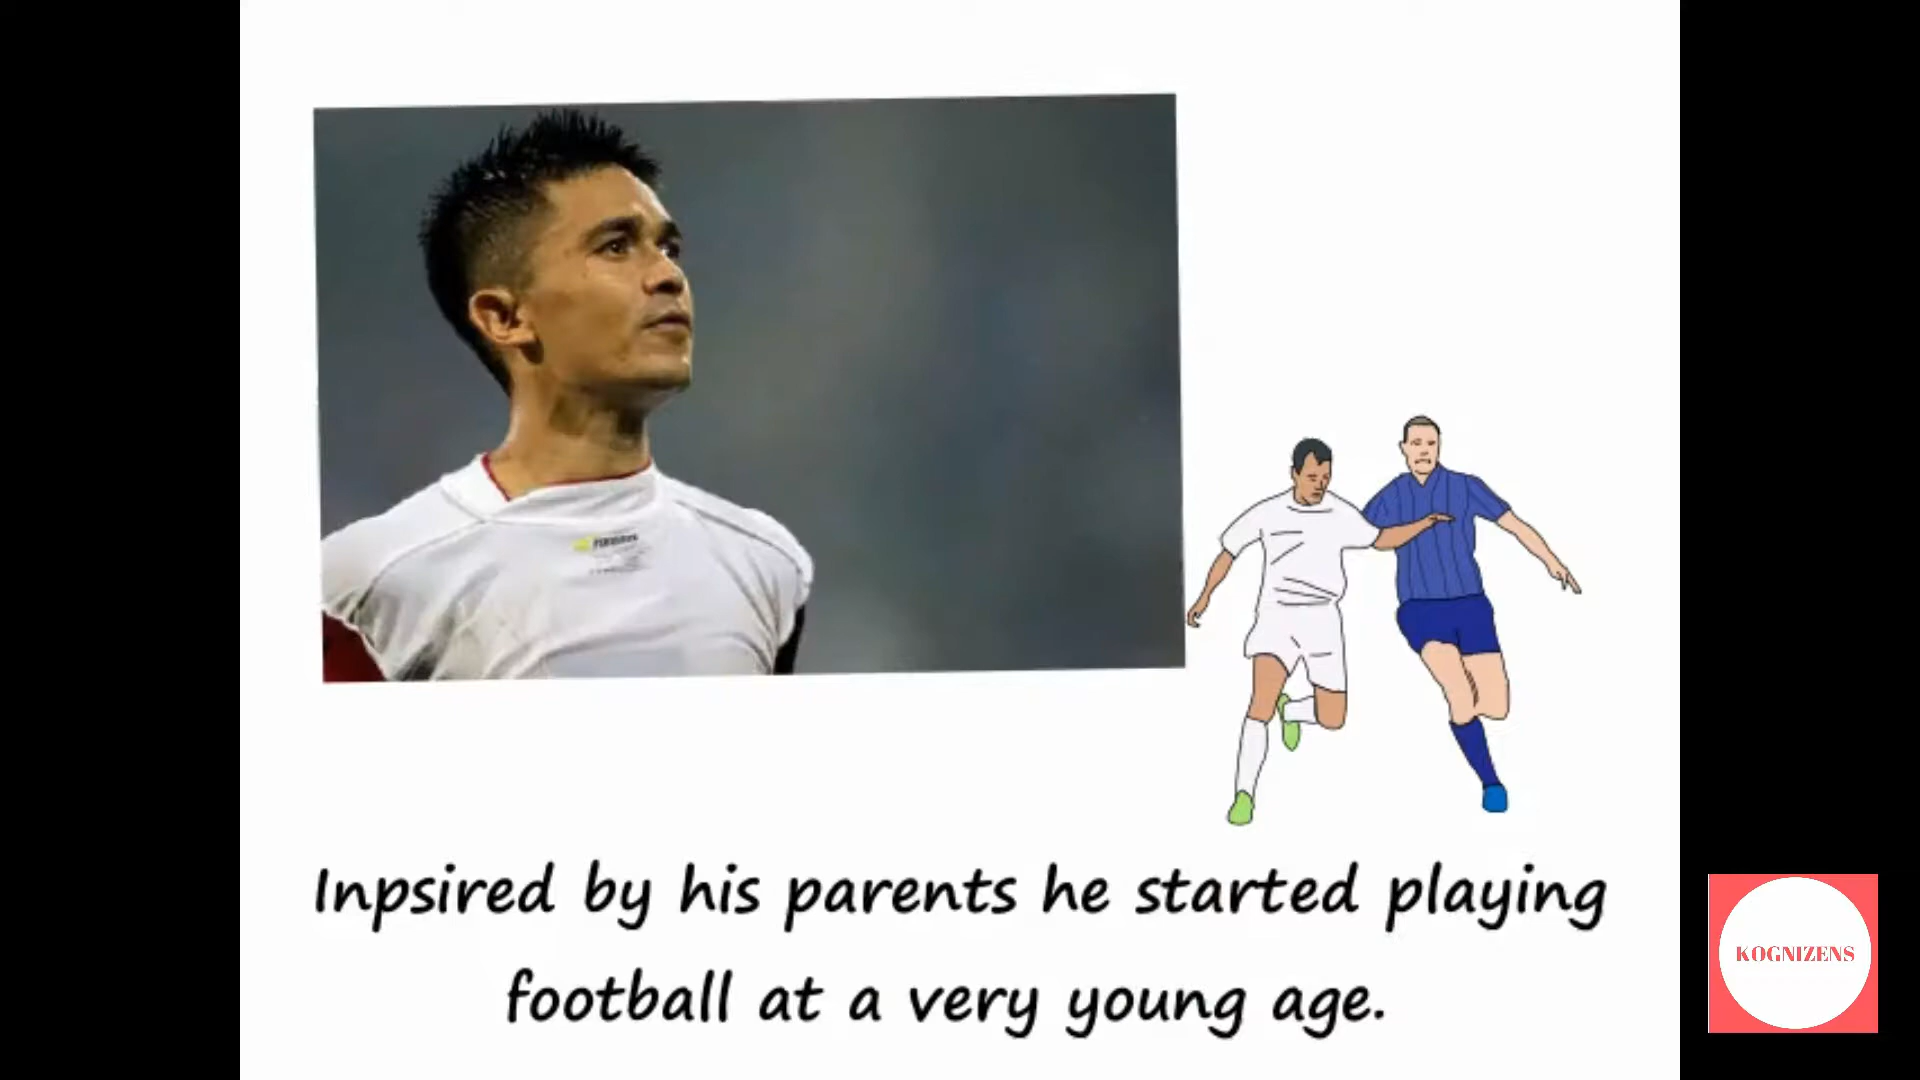 Inpsired by his parents he started playing
football at a very young age.
KOGNIZENS